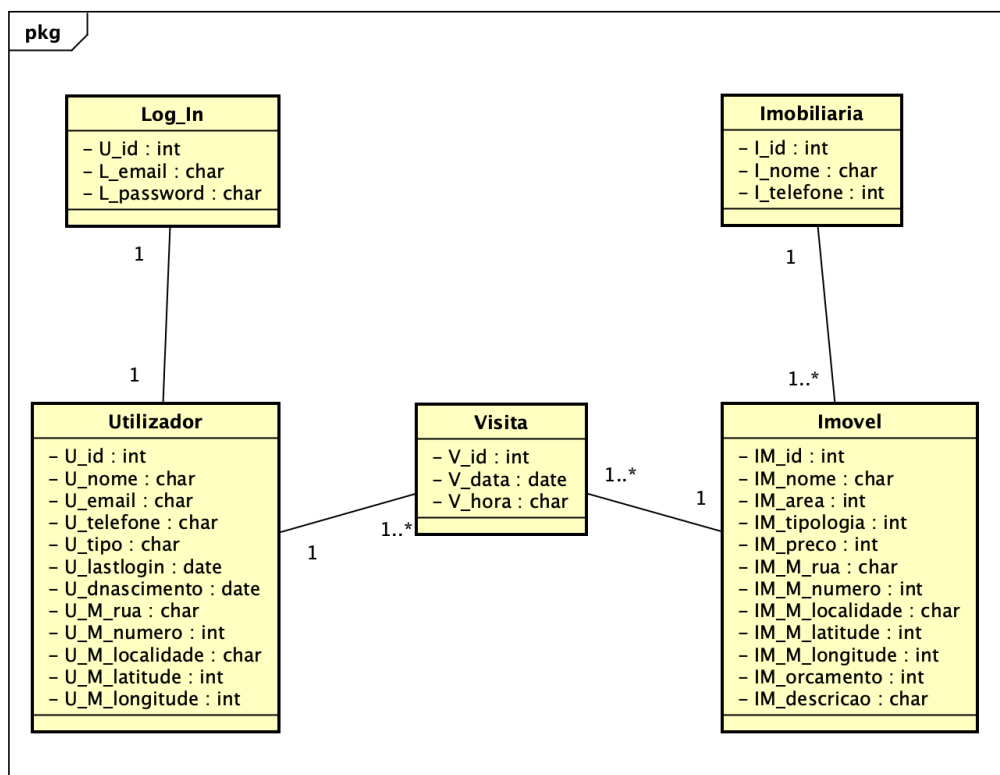 pkg
Log_In
- U_id : int
- L_email : char
- L_password : char
1
1
Imobiliaria
- I_id : int
- I_nome : char
- I_telefone : int
1
1..*
Utilizador
- U_id : int
- U_nome : char
- U_email : char
- U_telefone : char
- U_tipo : char
- U_lastlogin : date
- U_dnascimento : date
- U_M_rua : char
- U_M_numero : int
- U_M_localidade : char
- U_M_latitude : int
- U_M_longitude : int
1
1..*
Visita
- V_id : int
- V_data : date
- V_hora : char
1..*
1
Imovel
- IM_id : int
- IM_nome : char
- IM_area : int
- IM_tipologia : int
- IM_preco : int
- IM_M_rua : char
- IM_M_numero : int
- IM_M_localidade : char
- IM_M_latitude : int
- IM_M_longitude : int
- IM_orcamento : int
- IM_descricao : char